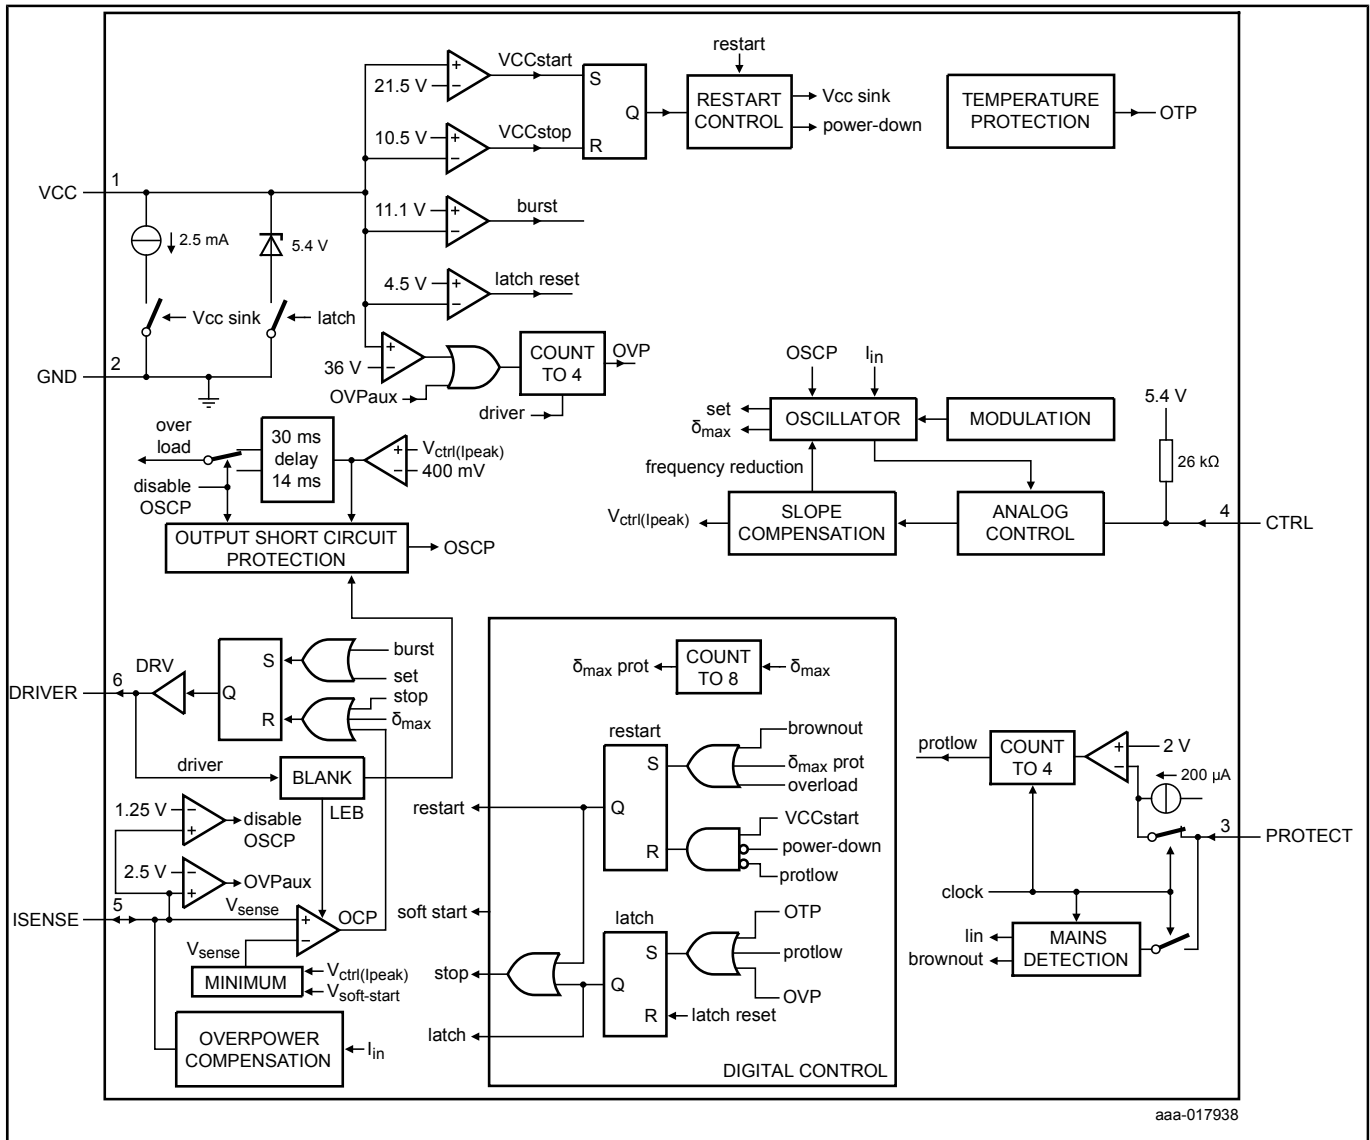 restart
VCCstart
21.5 V
S
Q
R
RESTART
CONTROL
Vcc sink
power-down
TEMPERATURE
PROTECTION
OTP
10.5 V
VCCstop
VCC
1
11.1 V
burst
2.5 mA
5.4 V
4.5 V
latch reset
Vcc sink
latch
GND
2
36 V
OVPaux
COUNT
TO 4
OVP
driver
OSCP
Iin
set
δmax
OSCILLATOR
MODULATION
5.4 V
26 kΩ
frequency reduction
over
load
30 ms
delay
14 ms
Vctrl(Ipeak)
400 mV
disable
OSCP
OUTPUT SHORT CIRCUIT
PROTECTION
OSCP
Vctrl(Ipeak)
SLOPE
COMPENSATION
ANALOG
CONTROL
4
CTRL
DRIVER
6
DRV
S
Q
R
burst
set
stop
δmax
driver
BLANK
LEB
1.25 V
disable
OSCP
2.5 V
OVPaux
ISENSE
5
Vsense
OCP
Vsense
MINIMUM
Vctrl(Ipeak)
Vsoft-start
OVERPOWER
COMPENSATION
Iin
δmax prot
COUNT
TO 8
δmax
restart
S
Q
R
brownout
δmax prot
overload
restart
VCCstart
power-down
protlow
soft start
latch
S
Q
R
OTP
protlow
OVP
stop
latch reset
latch
DIGITAL CONTROL
protlow
COUNT
TO 4
2 V
200 µA
3
PROTECT
clock
Iin
brownout
MAINS
DETECTION
aaa-017938